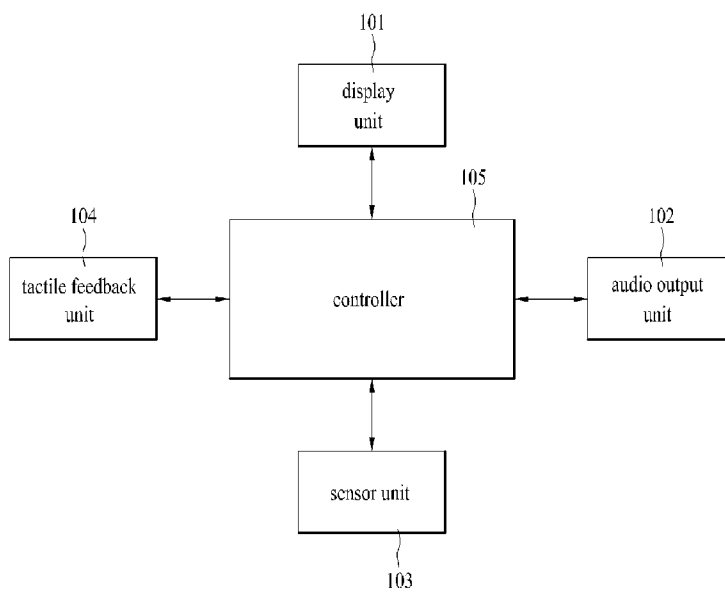 101
display
unit
105
104
102
tactile feedback
unit
controller
audio output
unit
sensor unit
103